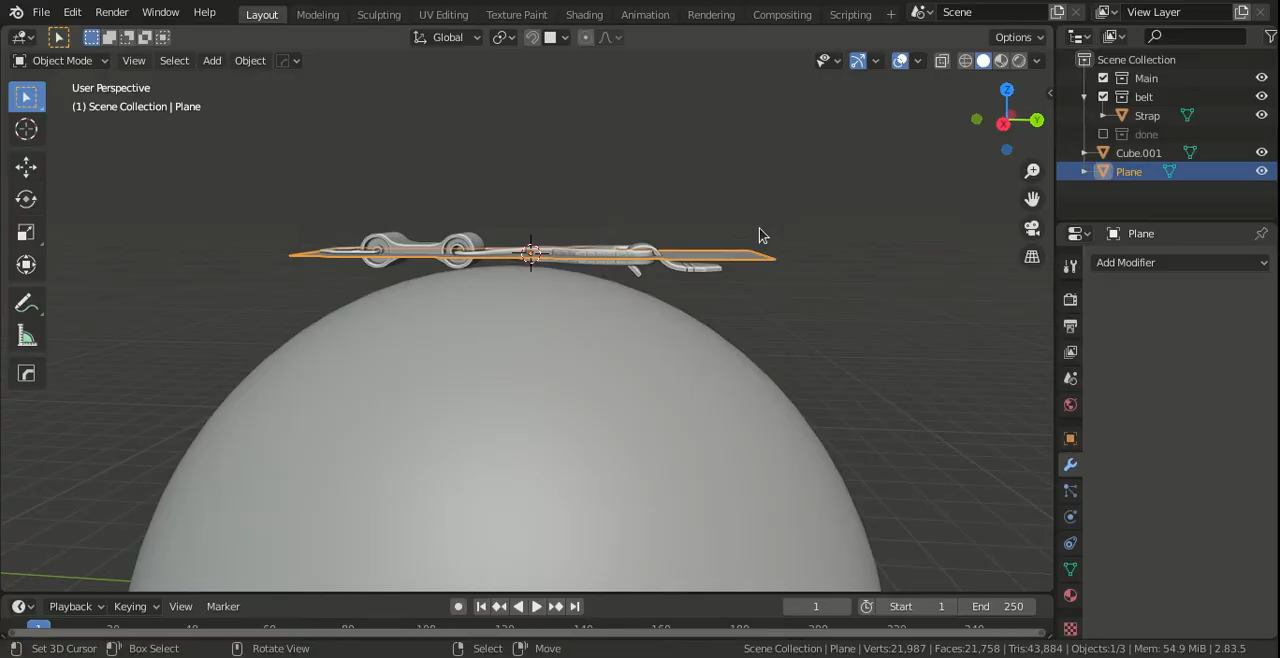 File Edit Render Window Help Layout Modeling Sculpting UV Editing Texture Paint Shading Animation Rendering Compositing Scripting + Scene View Layer
Global Options
Object Mode View Select Add Object
User Perspective
(1) Scene Collection | Plane
Z
Y
X
Scene Collection
Main
belt
Strap
done
Cube.001
Plane
Plane
Add Modifier
Playback Keying View Marker 1 Start 1 End 250
1
Set 3D Cursor Box Select Rotate View Select Move Scene Collection | Plane | Verts:21,987 | Faces:21,758 | Tris:43,884 | Objects:1/3 | Mem: 54.9 MiB | 2.83.5